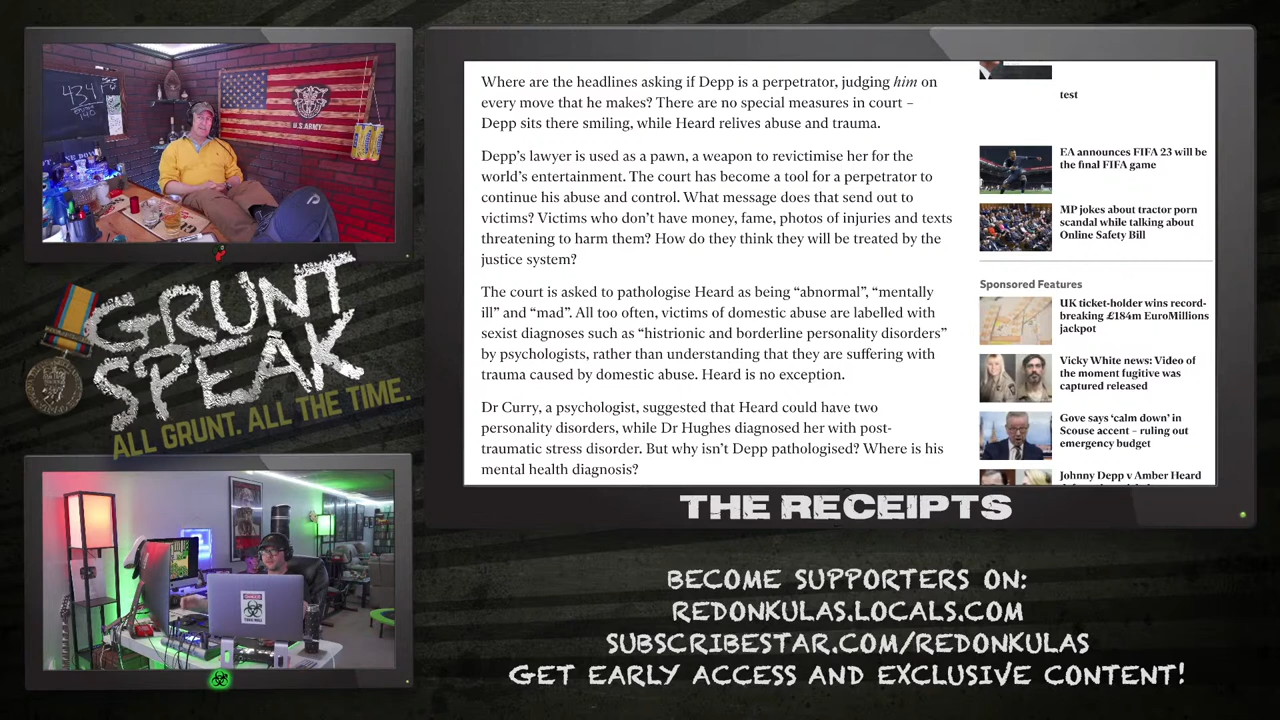 4341
U.S. ARMY
GRUNT
SPEAK
ALL GRUNT. ALL THE TIME.
Where are the headlines asking if Depp is a perpetrator, judging him on
every move that he makes? There are no special measures in court –
Depp sits there smiling, while Heard relives abuse and trauma.
Depp’s lawyer is used as a pawn, a weapon to revictimise her for the
world’s entertainment. The court has become a tool for a perpetrator to
continue his abuse and control. What message does that send out to
victims? Victims who don’t have money, fame, photos of injuries and texts
threatening to harm them? How do they think they will be treated by the
justice system?
The court is asked to pathologise Heard as being “abnormal”, “mentally
ill” and “mad”. All too often, victims of domestic abuse are labelled with
sexist diagnoses such as “histrionic and borderline personality disorders”
by psychologists, rather than understanding that they are suffering with
trauma caused by domestic abuse. Heard is no exception.
Dr Curry, a psychologist, suggested that Heard could have two
personality disorders, while Dr Hughes diagnosed her with post-
traumatic stress disorder. But why isn’t Depp pathologised? Where is his
mental health diagnosis?
test
EA announces FIFA 23 will be
the final FIFA game
MP jokes about tractor porn
scandal while talking about
Online Safety Bill
Sponsored Features
UK ticket-holder wins record-
breaking £184m EuroMillions
jackpot
Vicky White news: Video of
the moment fugitive was
captured released
Gove says ‘calm down’ in
Scouse accent – ruling out
emergency budget
Johnny Depp v Amber Heard
THE RECEIPTS
BECOME SUPPORTERS ON:
REDONKULAS.LOCALS.COM
SUBSCRIBESTAR.COM/REDONKULAS
GET EARLY ACCESS AND EXCLUSIVE CONTENT!